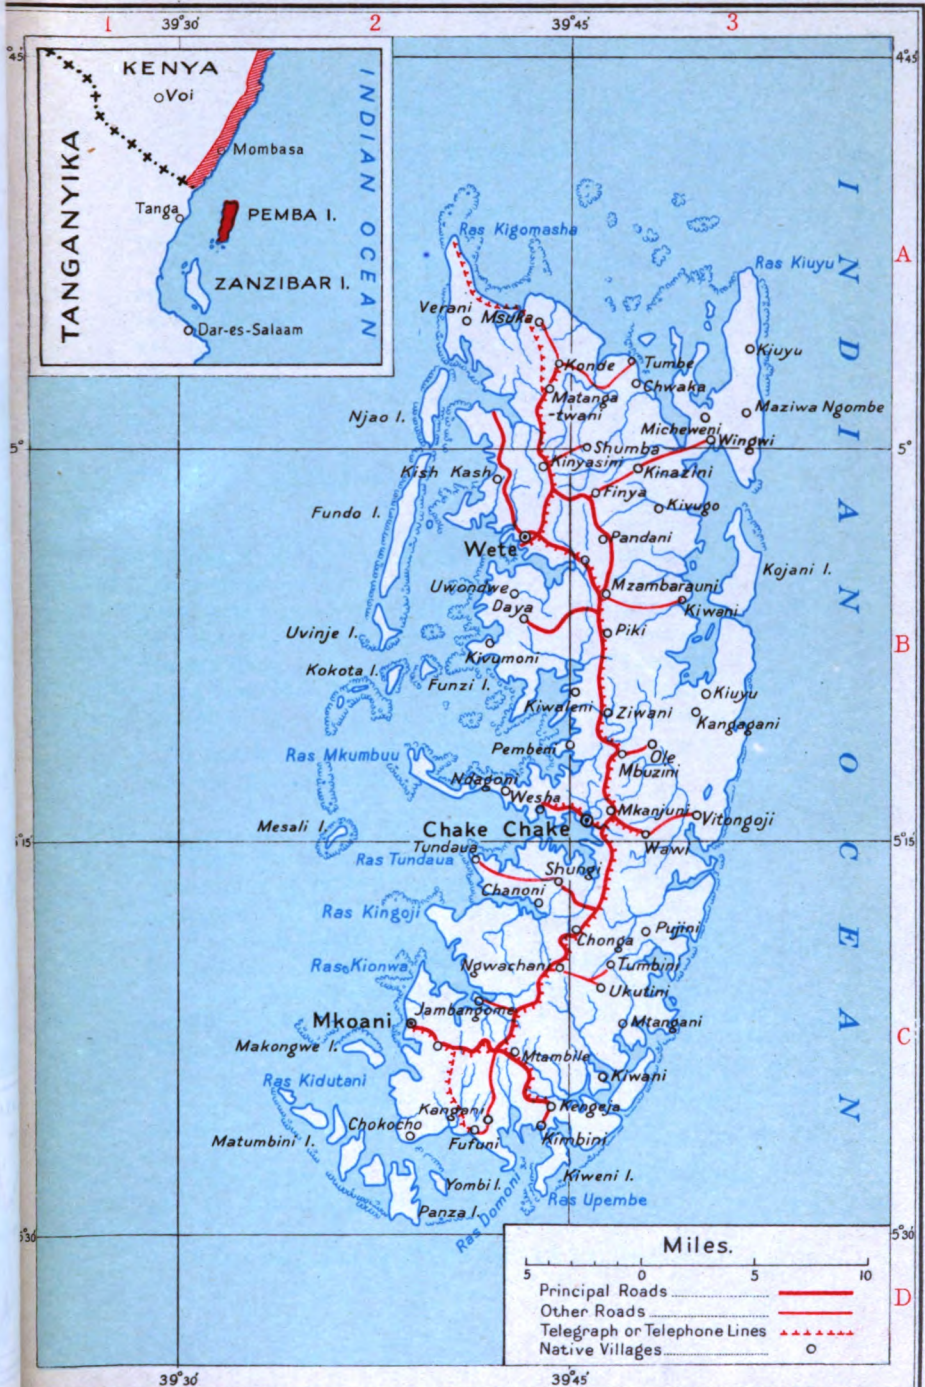 1
39°30'
2
39°45'
3
4°45'
4°45'
KENYA
Voi
INDIAN OCEAN
TANGANYIKA
Mombasa
Tanga
PEMBA I.
ZANZIBAR I.
Dar-es-Salaam
INDIAN OCEAN
A
Ras Kigomasha
Ras Kiuyu
Verani
Msuka
Konde
Tumbe
Kiuyu
Chwaka
Matanga
-twani
Maziwa Ngombe
Njao I.
Micheweni
Wingwi
5°
5°
Shumba
Kinyasini
Kish Kash
Kinazini
Finya
Kivugo
Fundo I.
Wete
Pandani
Kojani I.
Uwondwe
Mzambarauni
Daya
Kiwani
Uvinje I.
Piki
B
Kivumoni
Kokota I.
Funzi I.
Kiuyu
Kiwaleni
Ziwani
Kangagani
Pembeni
Ole
Ras Mkumbuu
Mbuzini
Ndagoni
Wesha
Mkanjuni
Vitongoji
Mesali I.
Chake Chake
5°15'
5°15'
Wawi
Tundaua
Ras Tundaua
Shungi
Chanoni
Ras Kingoji
Pujini
Chonga
Ras Kionwa
Ngwachani
Tumbini
Ukutini
Jambangome
Mkoani
Mtangani
C
Makongwe I.
Mtambile
Kiwani
Ras Kidutani
Kangani
Kengeja
Chokocho
Matumbini I.
Fufuni
Kimbini
Kiweni I.
Yombi I.
Ras Domoni
Ras Upembe
Panza I.
5°30'
5°30'
Miles.
5 0 5 10
Principal Roads
Other Roads
D
Telegraph or Telephone Lines
Native Villages
39°30'
39°45'